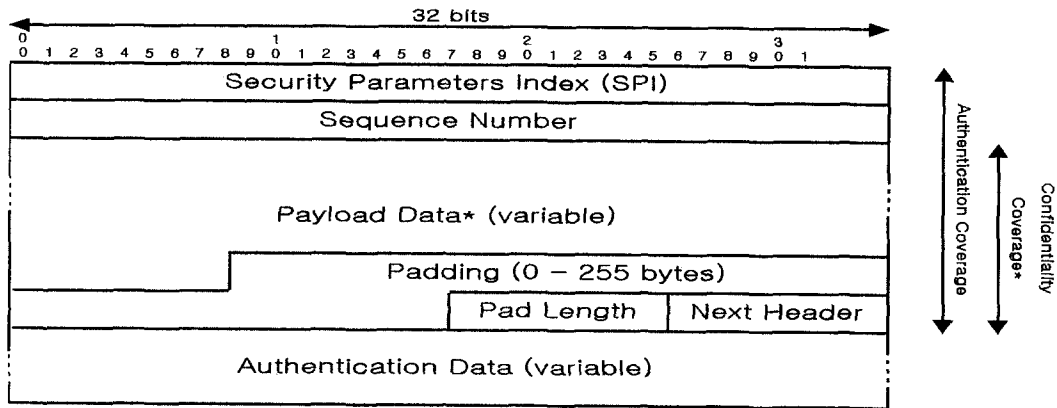 32 bits
0 1 2 3
0 1 2 3 4 5 6 7 8 9 0 1 2 3 4 5 6 7 8 9 0 1 2 3 4 5 6 7 8 9 0 1
Security Parameters Index (SPI)
Sequence Number
Payload Data* (variable)
Padding (0 - 255 bytes)
Pad Length Next Header
Authentication Data (variable)
Authentication Coverage
Confidentiality
Coverage*